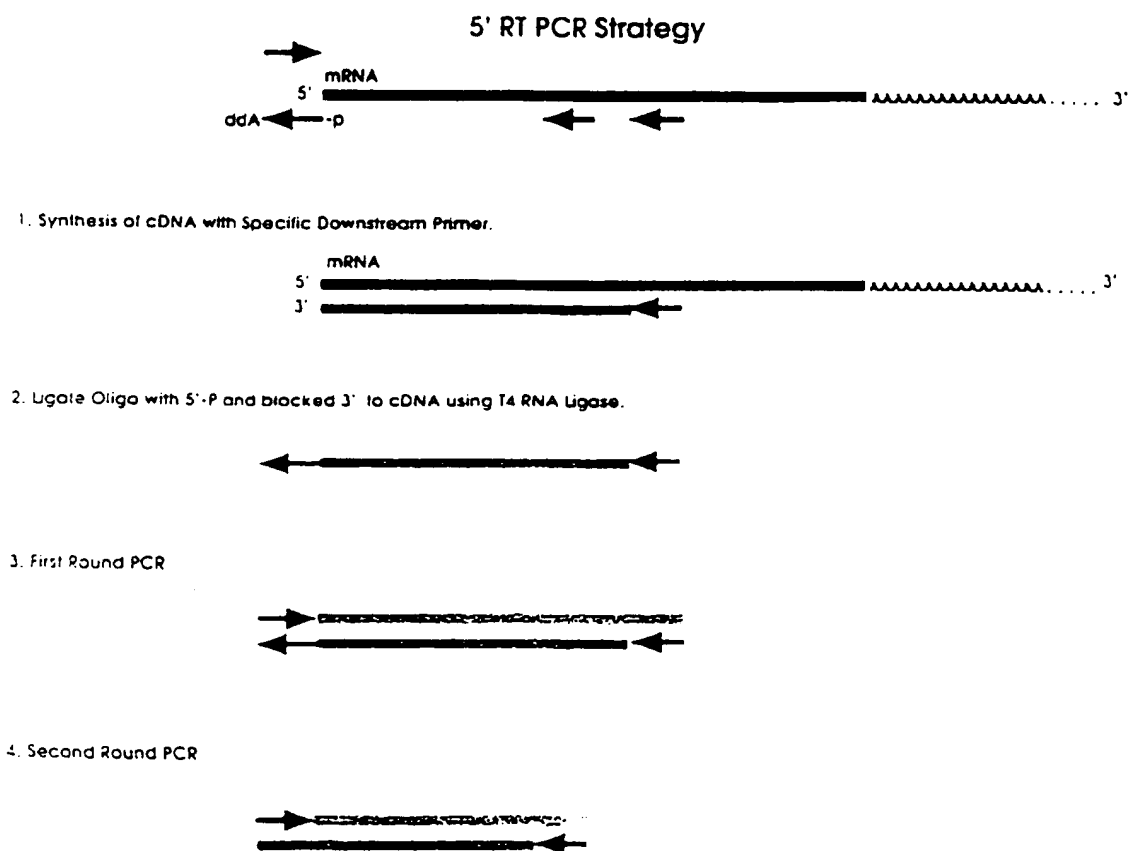 5' RT PCR Strategy
mRNA
5'
3'
ddA
-p
1. Synthesis of cDNA with Specific Downstream Primer.
mRNA
5'
3'
3'
2. Ligate Oligo with 5'-P and blocked 3' to cDNA using T4 RNA Ligase.
3. First Round PCR
4. Second Round PCR